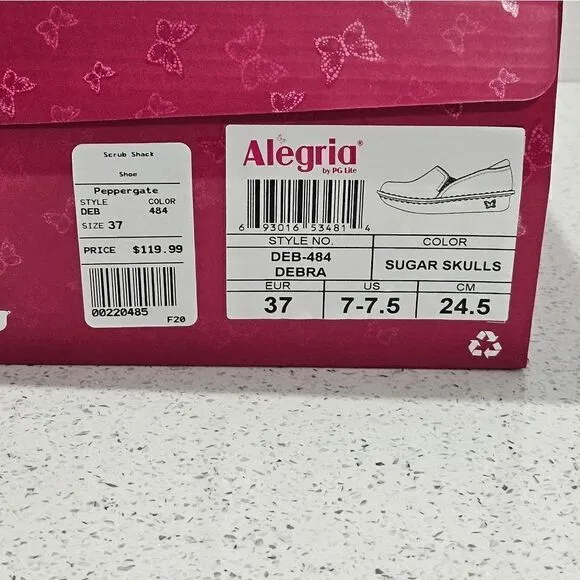 Scrub Shack
Shoe
Peppergate
STYLE COLOR
DEB 484
SIZE 37
PRICE $119.99
00220485
F20
Alegria®
by PG Lite
6 93016 53481 4
STYLE NO. COLOR
DEB-484
DEBRA
SUGAR SKULLS
EUR US CM
37 7-7.5 24.5